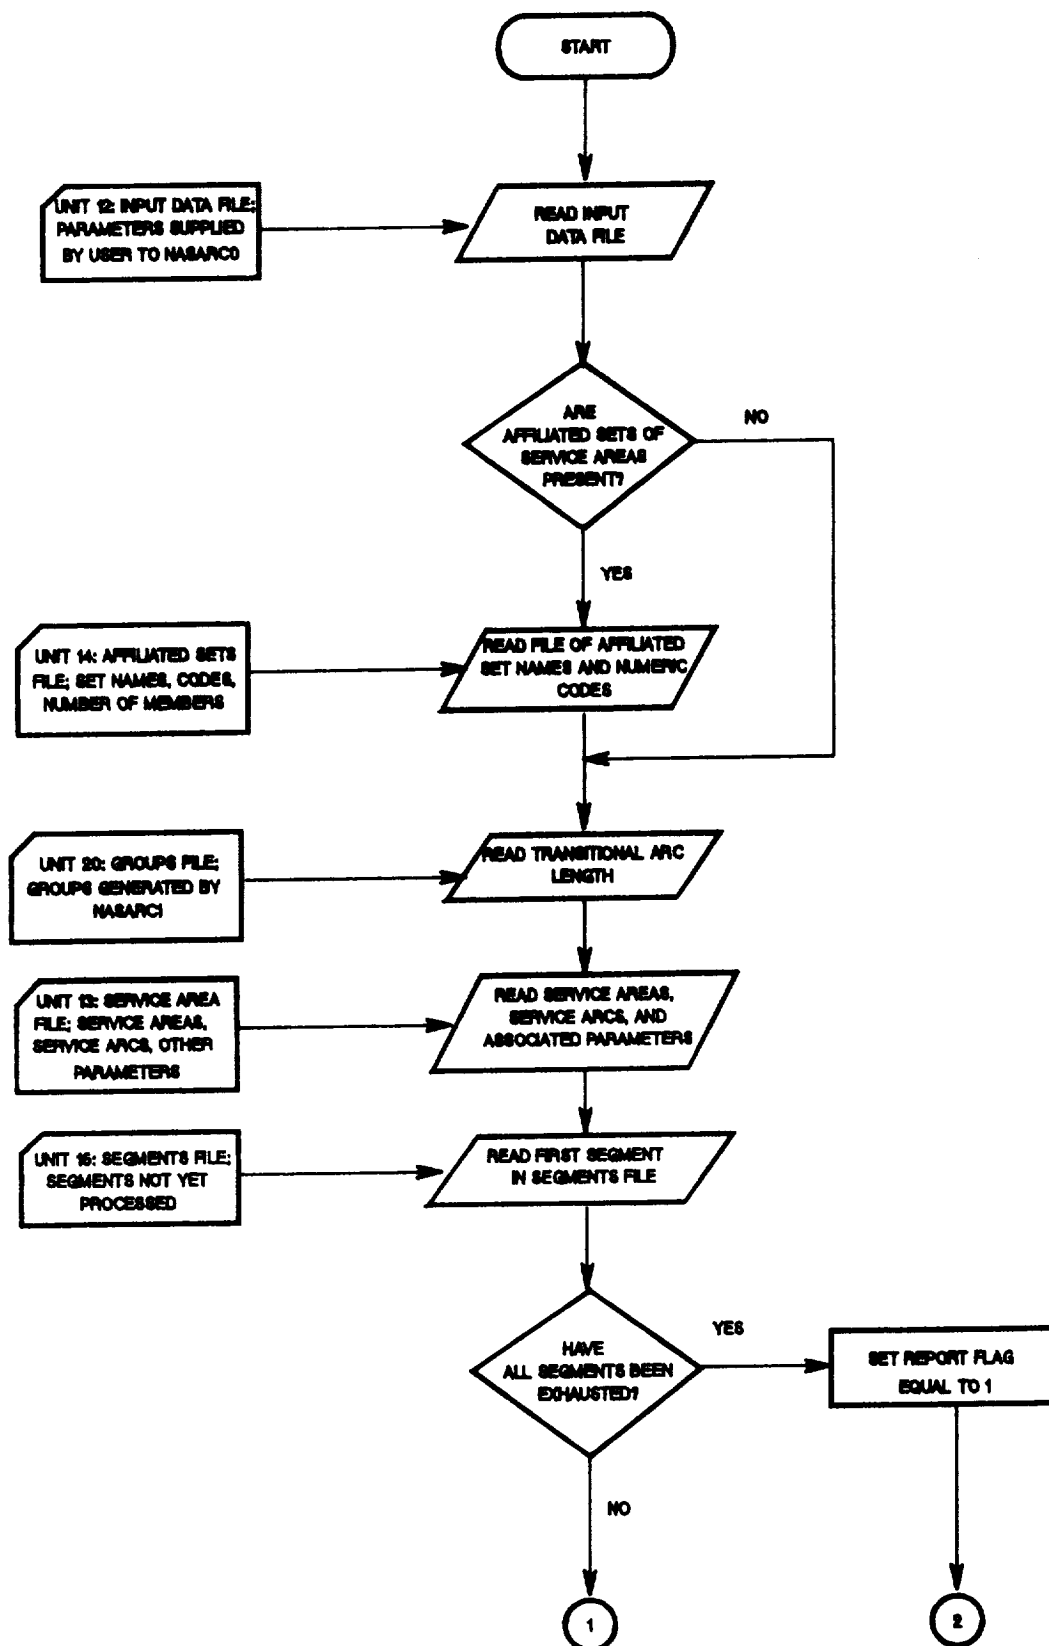 START
UNIT 12: INPUT DATA FILE;
PARAMETERS SUPPLIED
BY USER TO NASARC0
READ INPUT
DATA FILE
ARE
AFFILIATED SETS OF
SERVICE AREAS
PRESENT?
NO
YES
UNIT 14: AFFILIATED SETS
FILE; SET NAMES, CODES,
NUMBER OF MEMBERS
READ FILE OF AFFILIATED
SET NAMES AND NUMERIC
CODES
UNIT 20: GROUPS FILE;
GROUPS GENERATED BY
NASARC1
READ TRANSITIONAL ARC
LENGTH
UNIT 13: SERVICE AREA
FILE; SERVICE AREAS,
SERVICE ARCS, OTHER
PARAMETERS
READ SERVICE AREAS,
SERVICE ARCS, AND
ASSOCIATED PARAMETERS
UNIT 15: SEGMENTS FILE;
SEGMENTS NOT YET
PROCESSED
READ FIRST SEGMENT
IN SEGMENTS FILE
HAVE
ALL SEGMENTS BEEN
EXHAUSTED?
YES
SET REPORT FLAG
EQUAL TO 1
NO
1
2